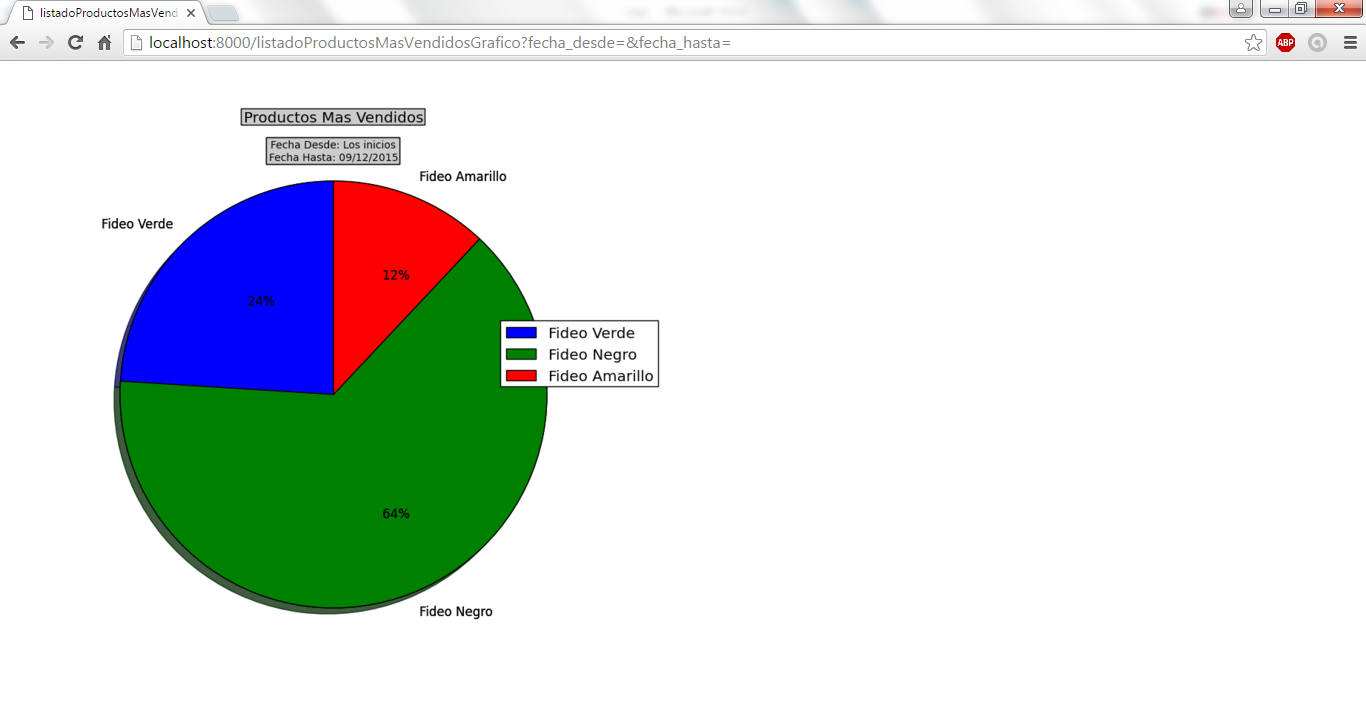 listadoProductosMasVend
localhost:8000/listadoProductosMasVendidosGrafico?fecha_desde=&fecha_hasta=
ABP
Productos Mas Vendidos
Fecha Desde: Los inicios
Fecha Hasta: 09/12/2015
Fideo Amarillo
Fideo Verde
12%
24%
Fideo Verde
Fideo Negro
Fideo Amarillo
64%
Fideo Negro